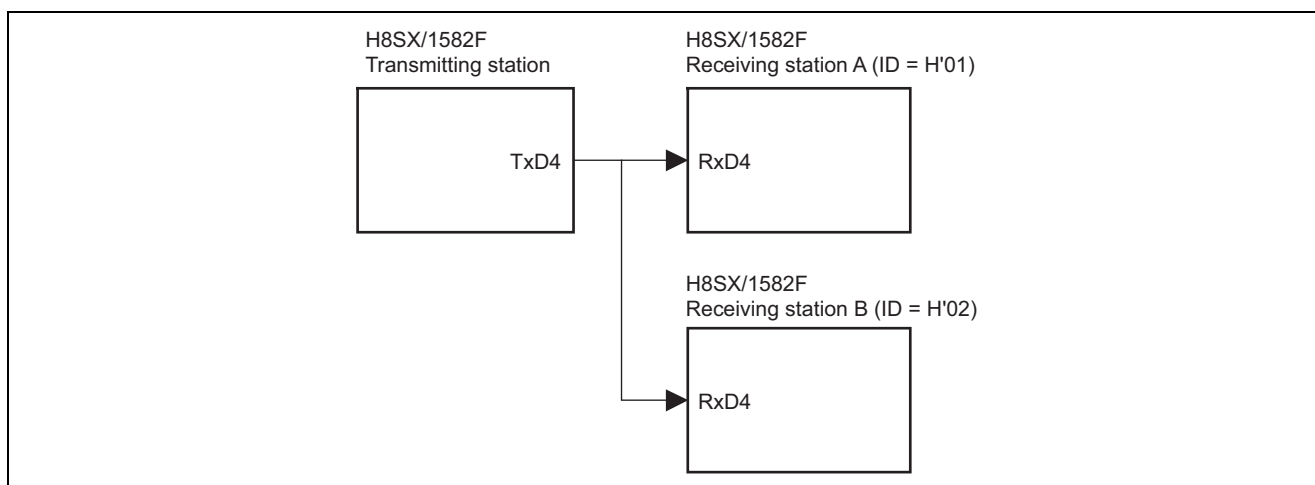 H8SX/1582F
Transmitting station
TxD4
H8SX/1582F
Receiving station A (ID = H'01)
RxD4
H8SX/1582F
Receiving station B (ID = H'02)
RxD4